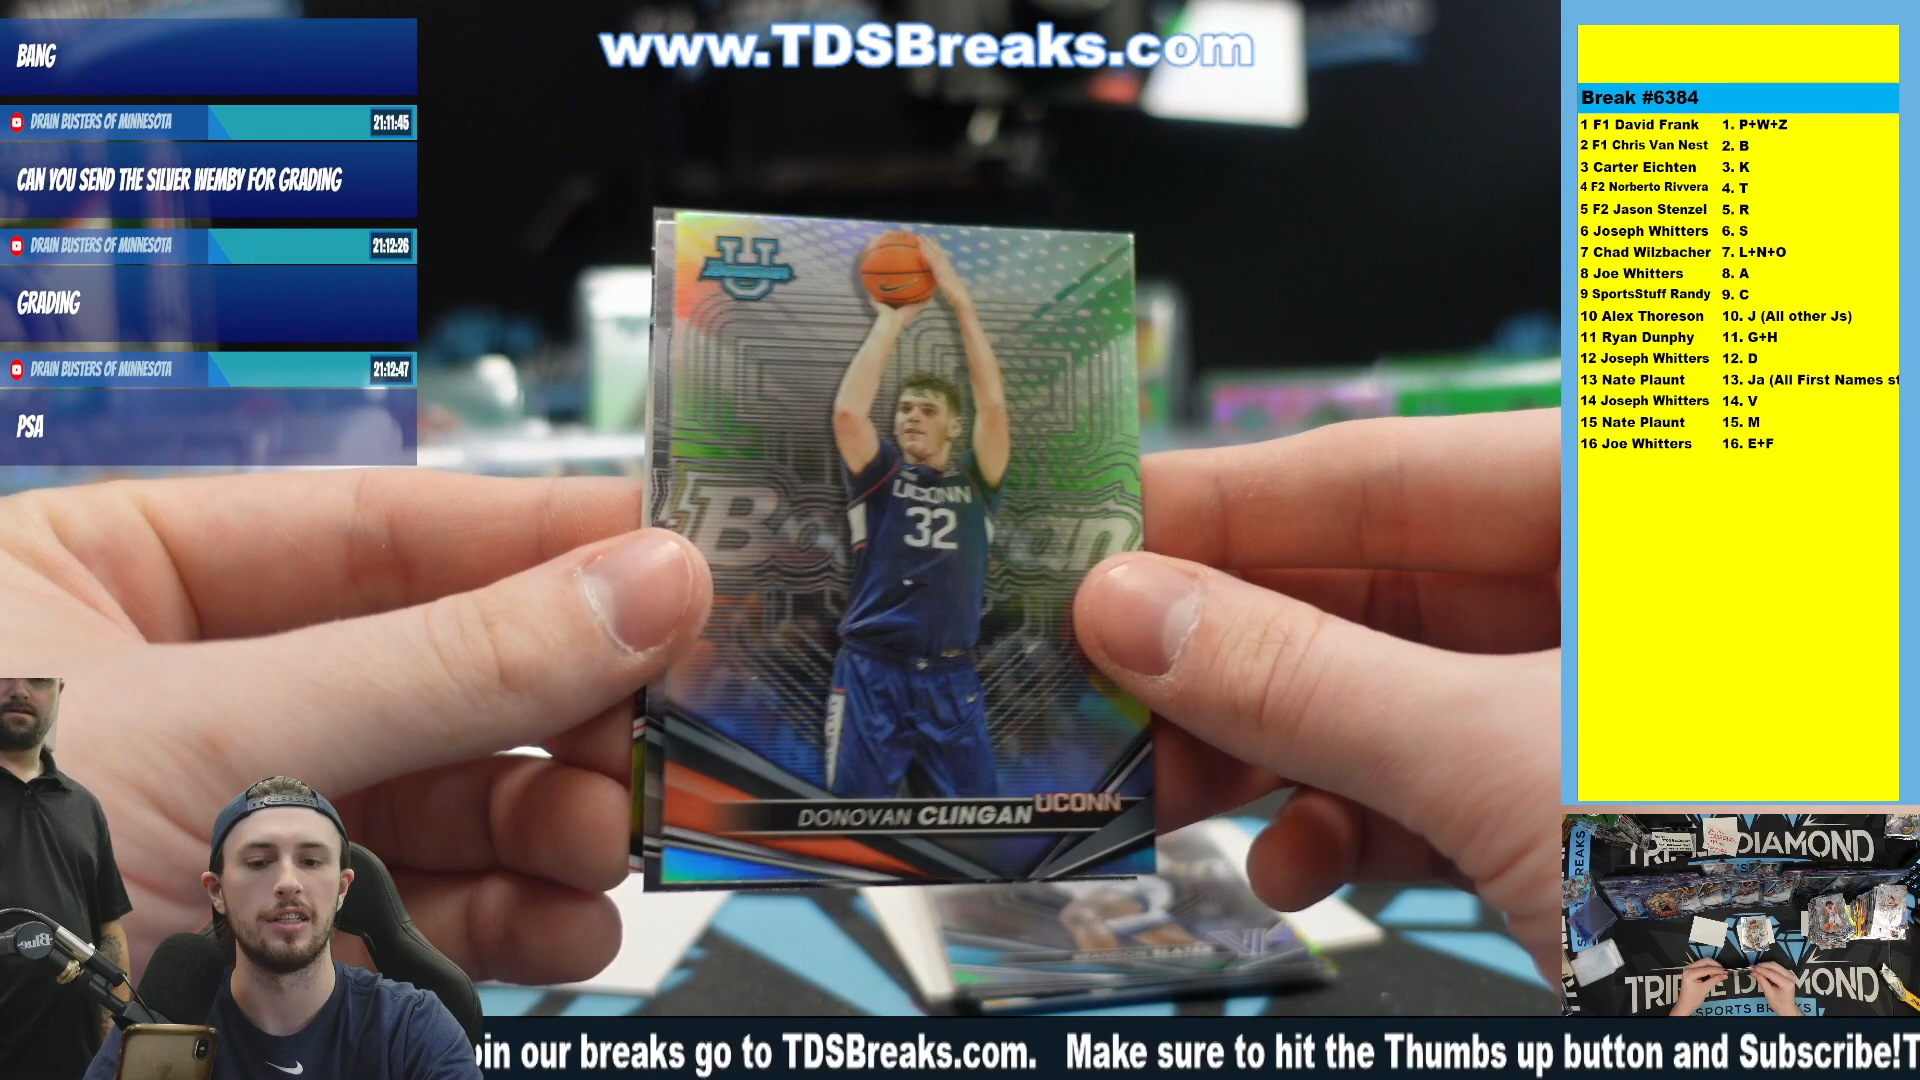 www.TDSBreaks.com
BANG
DRAIN BUSTERS OF MINNESOTA 21:11:45
CAN YOU SEND THE SILVER WEMBY FOR GRADING
DRAIN BUSTERS OF MINNESOTA 21:12:26
GRADING
DRAIN BUSTERS OF MINNESOTA 21:12:47
PSA
U
Bowman
UCONN
32
DONOVAN CLINGAN UCONN
Break #6384
1 F1 David Frank 1. P+W+Z
2 F1 Chris Van Nest 2. B
3 Carter Eichten 3. K
4 F2 Norberto Rivvera 4. T
5 F2 Jason Stenzel 5. R
6 Joseph Whitters 6. S
7 Chad Wilzbacher 7. L+N+O
8 Joe Whitters 8. A
9 SportsStuff Randy 9. C
10 Alex Thoreson 10. J (All other Js)
11 Ryan Dunphy 11. G+H
12 Joseph Whitters 12. D
13 Nate Plaunt 13. Ja (All First Names st
14 Joseph Whitters 14. V
15 Nate Plaunt 15. M
16 Joe Whitters 16. E+F
TRIPLE DIAMOND
BREAKS
TRIPLE DIAMOND
SPORTS BREAKS
Blue
oin our breaks go to TDSBreaks.com. Make sure to hit the Thumbs up button and Subscribe!T